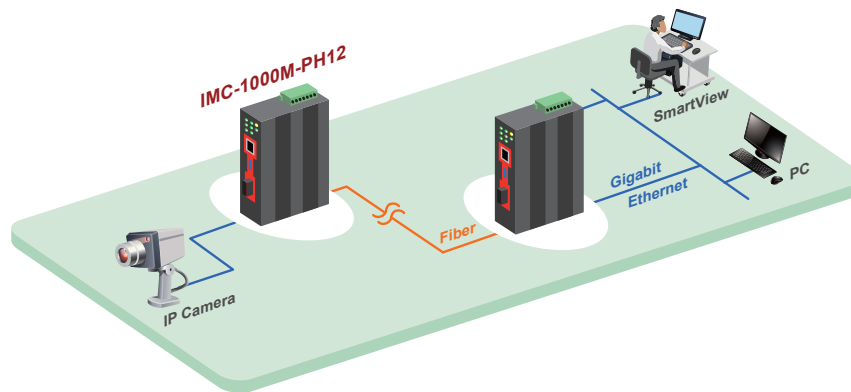 IMC-1000M-PH12
SmartView
PC
Gigabit
Ethernet
Fiber
IP Camera